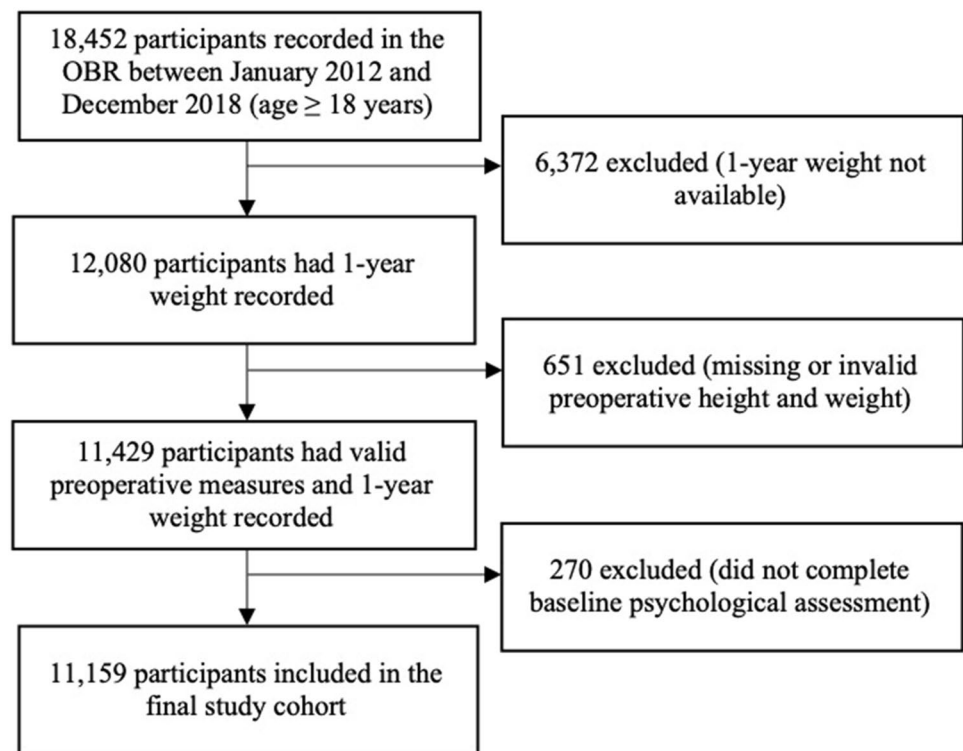 18,452 participants recorded in the
OBR between January 2012 and
December 2018 (age ≥ 18 years)
6,372 excluded (1-year weight not
available)
12,080 participants had 1-year
weight recorded
651 excluded (missing or invalid
preoperative height and weight)
11,429 participants had valid
preoperative measures and 1-year
weight recorded
270 excluded (did not complete
baseline psychological assessment)
11,159 participants included in the
final study cohort